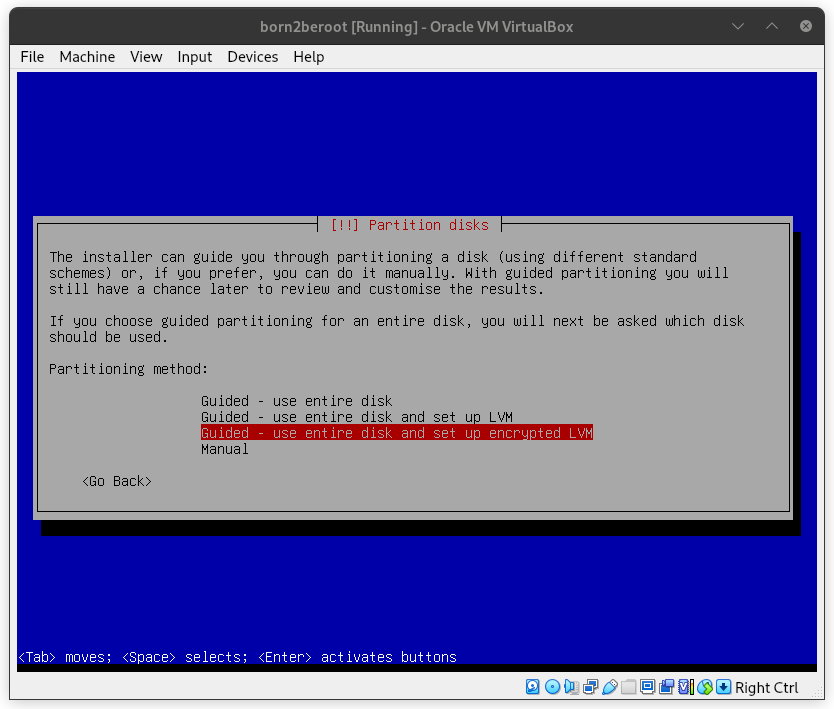 born2beroot [Running] - Oracle VM VirtualBox
File Machine View Input Devices Help
[!!] Partition disks
The installer can guide you through partitioning a disk (using different standard
schemes) or, if you prefer, you can do it manually. With guided partitioning you will
still have a chance later to review and customise the results.
If you choose guided partitioning for an entire disk, you will next be asked which disk
should be used.
Partitioning method:
Guided - use entire disk
Guided - use entire disk and set up LVM
Guided - use entire disk and set up encrypted LVM
Manual
<Go Back>
<Tab> moves; <Space> selects; <Enter> activates buttons
Right Ctrl